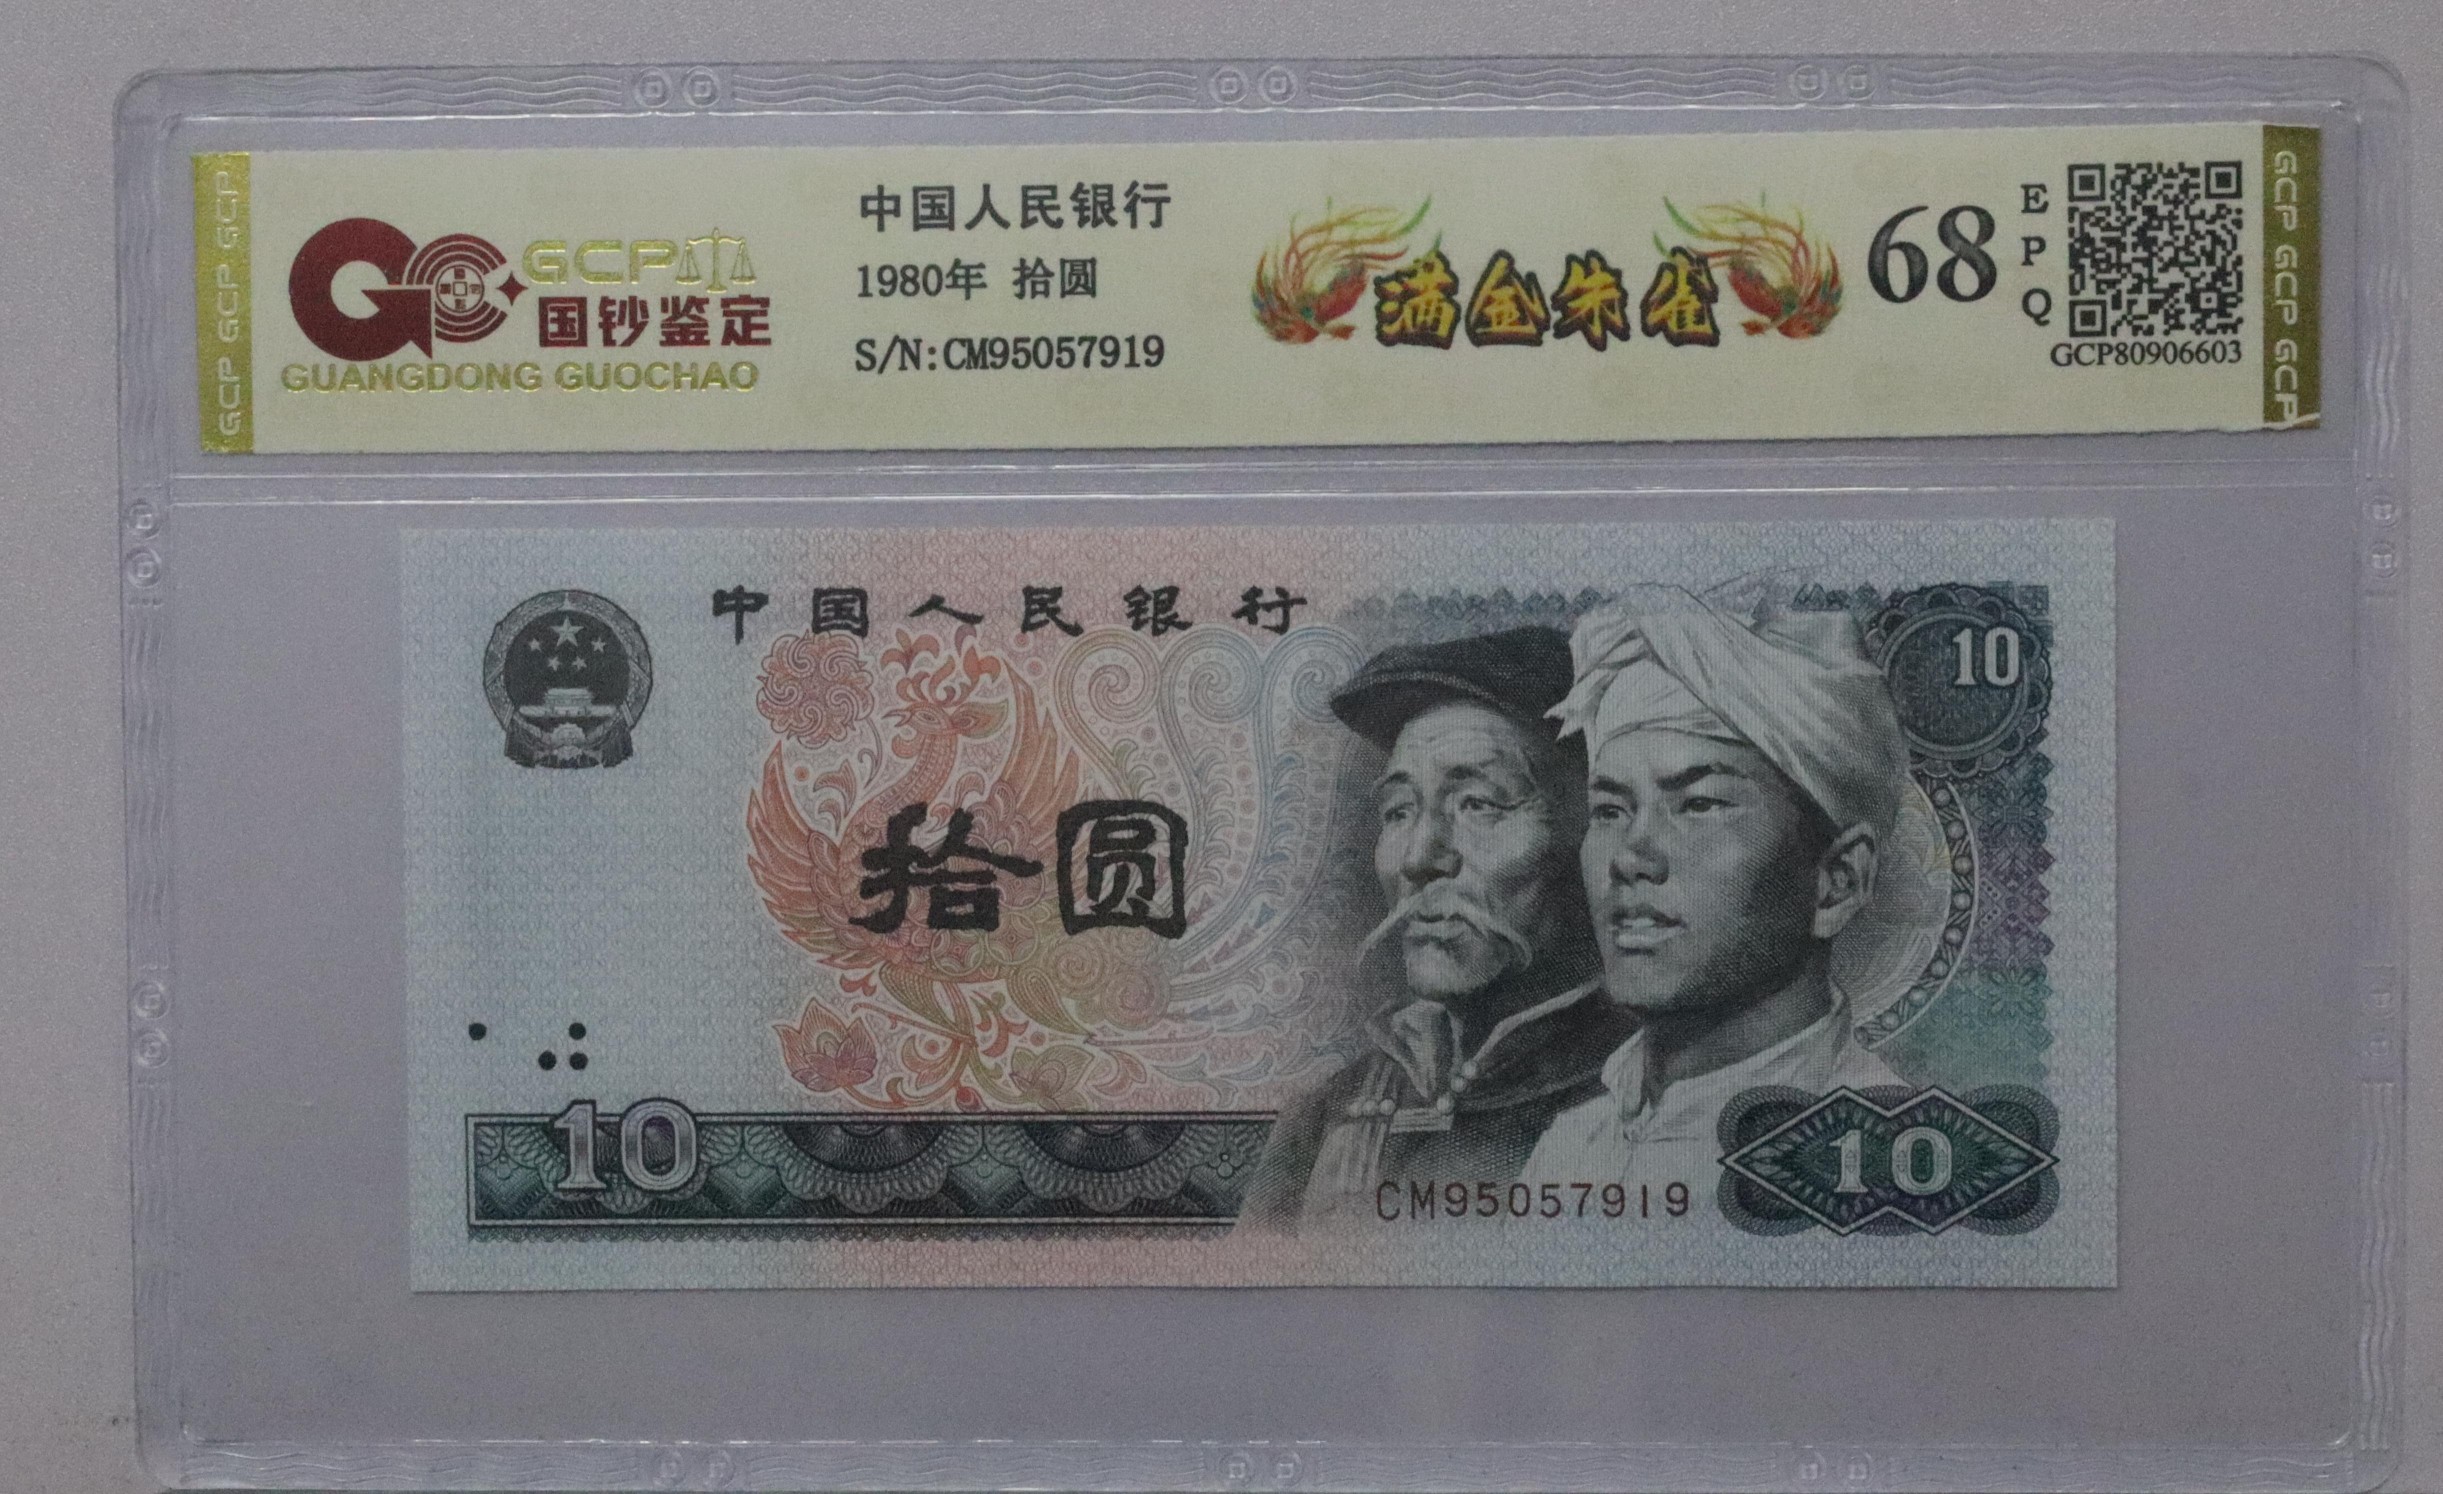 GCP GCP GCP
GCP
国钞鉴定
GUANGDONG GUOCHAO
中国人民银行
1980年 拾圆
S/N:CM95057919
满金朱雀
68
EPQ
GCP80906603
GCP GCP GCP
中国人民银行
10
拾圆
10
CM95057919
10